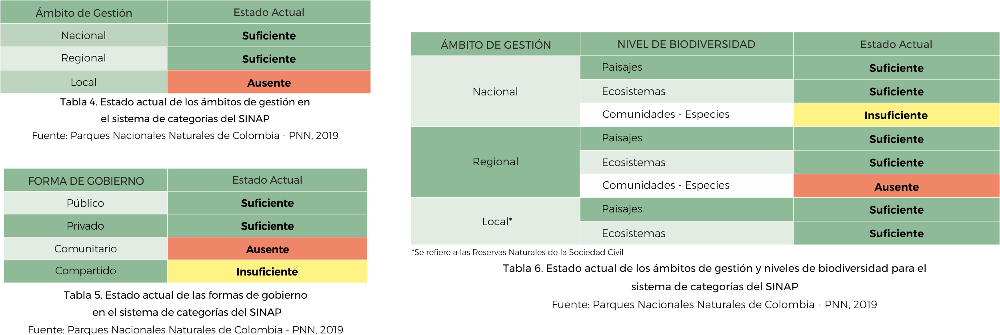 Ámbito de Gestión Estado Actual
Nacional Suficiente
Regional Suficiente
Local Ausente
Tabla 4. Estado actual de los ámbitos de gestión en
el sistema de categorías del SINAP
Fuente: Parques Nacionales Naturales de Colombia - PNN, 2019
FORMA DE GOBIERNO Estado Actual
Público Suficiente
Privado Suficiente
Comunitario Ausente
Compartido Insuficiente
Tabla 5. Estado actual de las formas de gobierno
en el sistema de categorías del SINAP
Fuente: Parques Nacionales Naturales de Colombia - PNN, 2019
ÁMBITO DE GESTIÓN NIVEL DE BIODIVERSIDAD Estado Actual
Paisajes Suficiente
Nacional Ecosistemas Suficiente
Comunidades - Especies Insuficiente
Paisajes Suficiente
Regional Ecosistemas Suficiente
Comunidades - Especies Ausente
Local* Paisajes Suficiente
Ecosistemas Suficiente
*Se refiere a las Reservas Naturales de la Sociedad Civil
Tabla 6. Estado actual de los ámbitos de gestión y niveles de biodiversidad para el
sistema de categorías del SINAP
Fuente: Parques Nacionales Naturales de Colombia - PNN, 2019